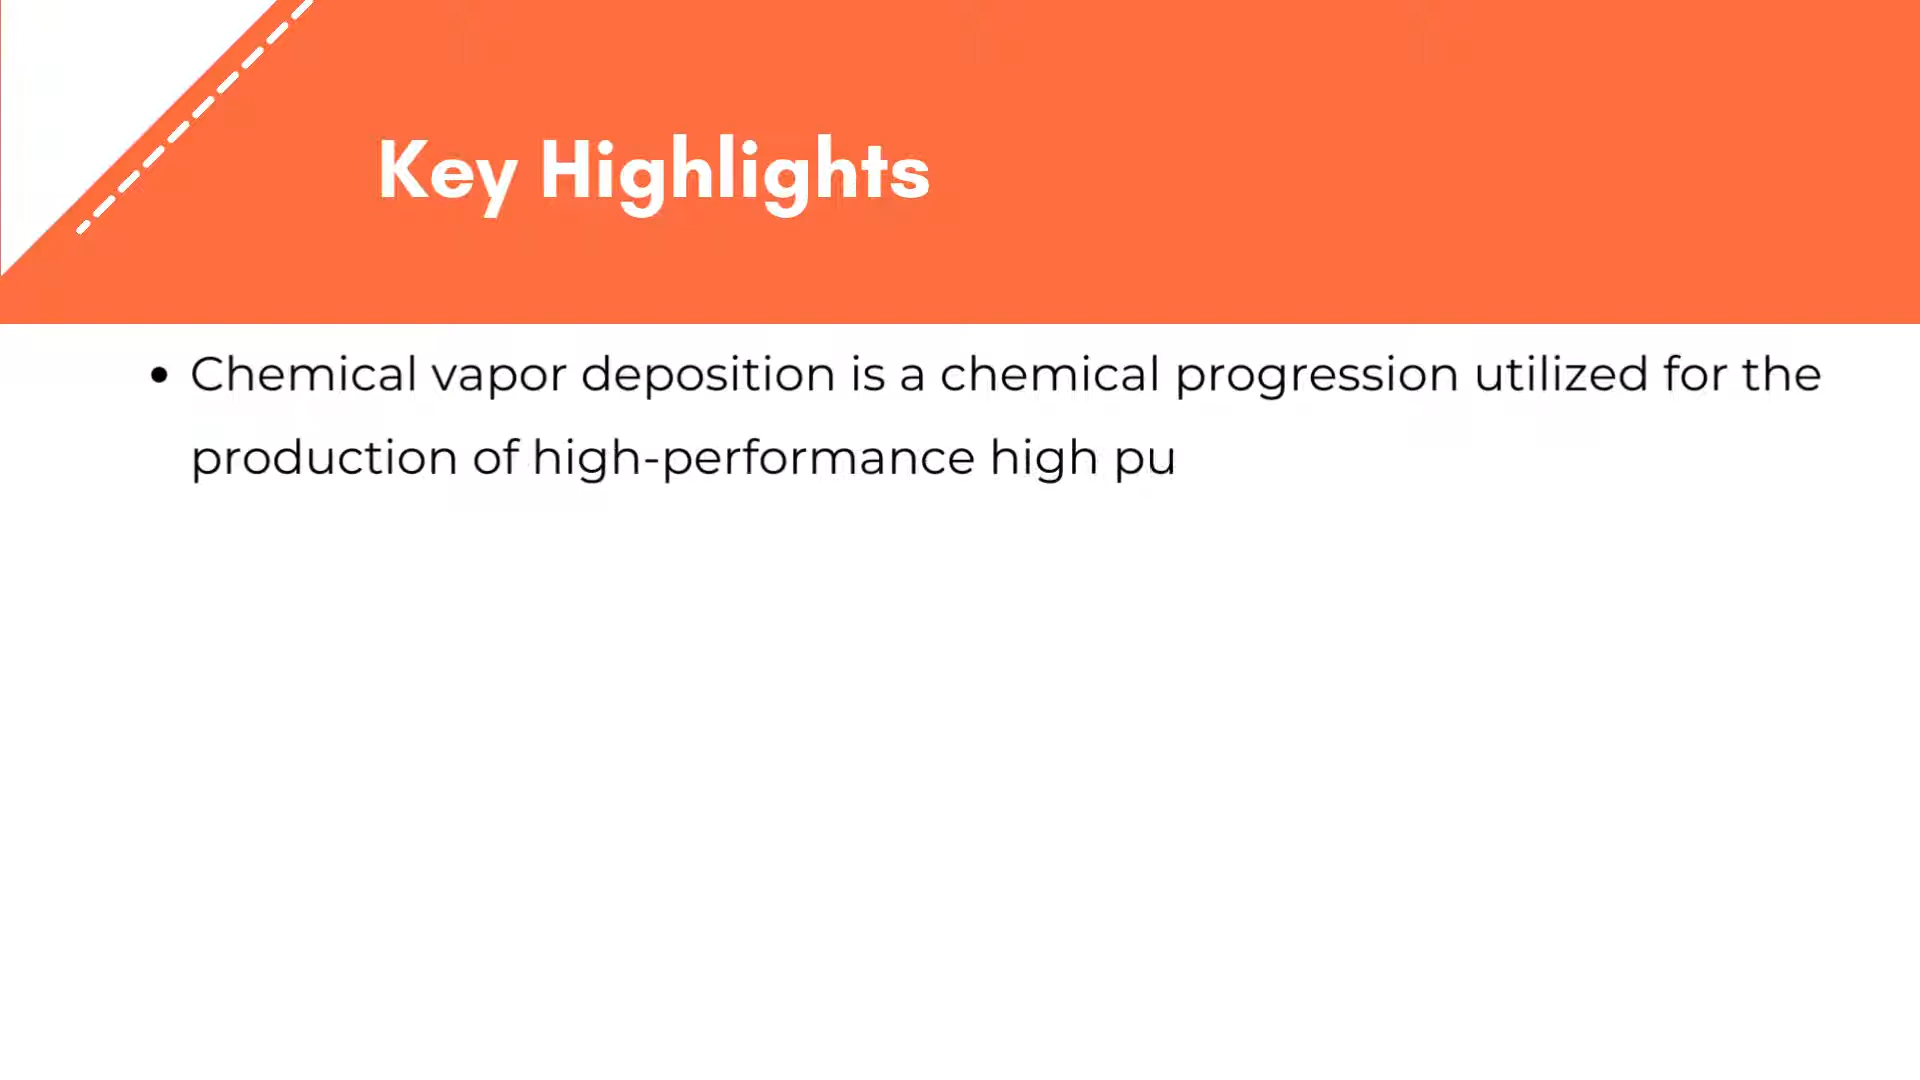 Key Highlights
• Chemical vapor deposition is a chemical progression utilized for the
production of high-performance high pu